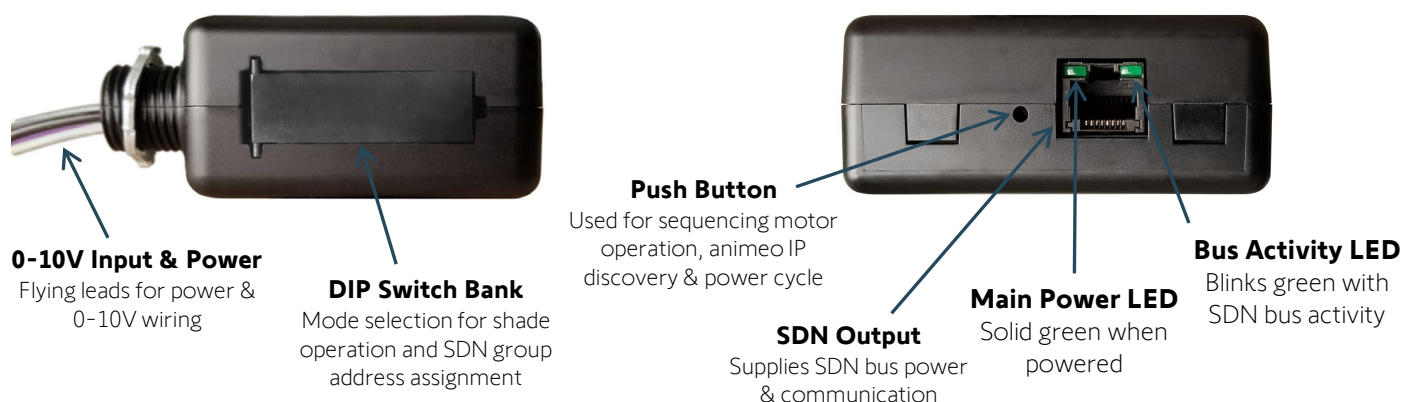 0-10V Input & Power
Flying leads for power &
0-10V wiring
DIP Switch Bank
Mode selection for shade
operation and SDN group
address assignment
Push Button
Used for sequencing motor
operation, animeo IP
discovery & power cycle
SDN Output
Supplies SDN bus power
& communication
Main Power LED
Solid green when
powered
Bus Activity LED
Blinks green with
SDN bus activity